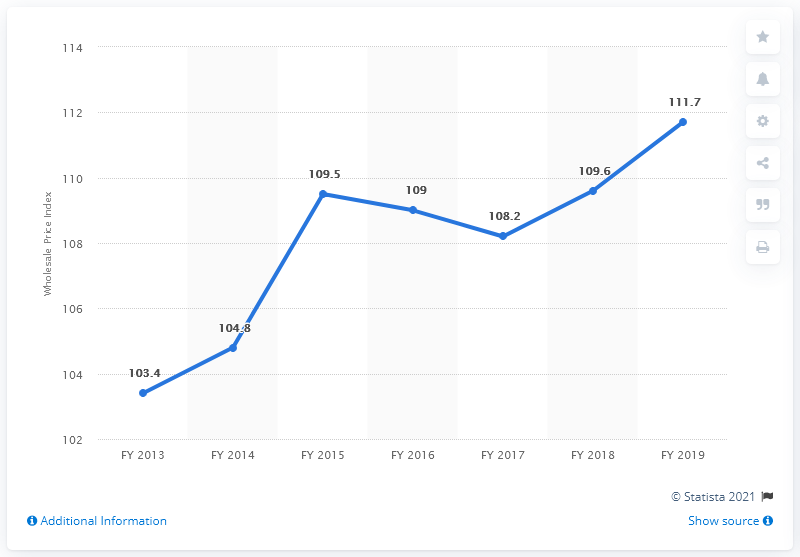 114
112
110
108
106
104
102
Wholesale Price Index
103.4
104.8
109.5
109
108.2
109.6
111.7
FY 2013 FY 2014 FY 2015 FY 2016 FY 2017 FY 2018 FY 2019
© Statista 2021
Additional Information
Show source